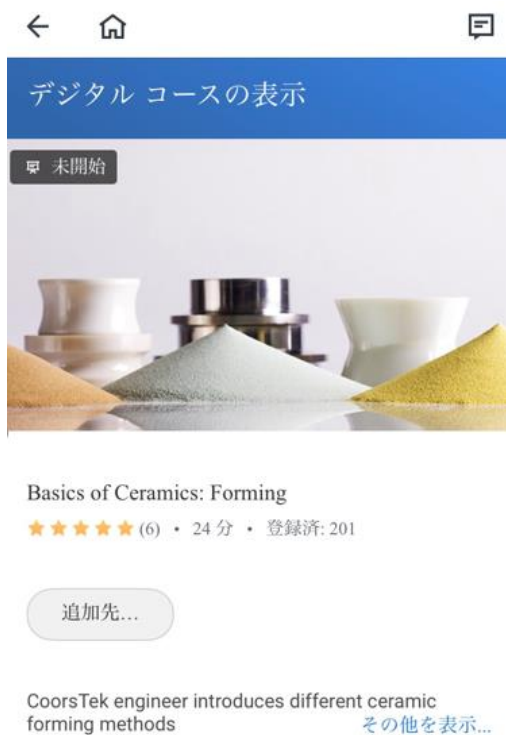 デジタル コースの表示
未開始
Basics of Ceramics: Forming
★★★★★ (6) • 24 分 • 登録済: 201
追加先...
CoorsTek engineer introduces different ceramic
forming methods その他を表示...